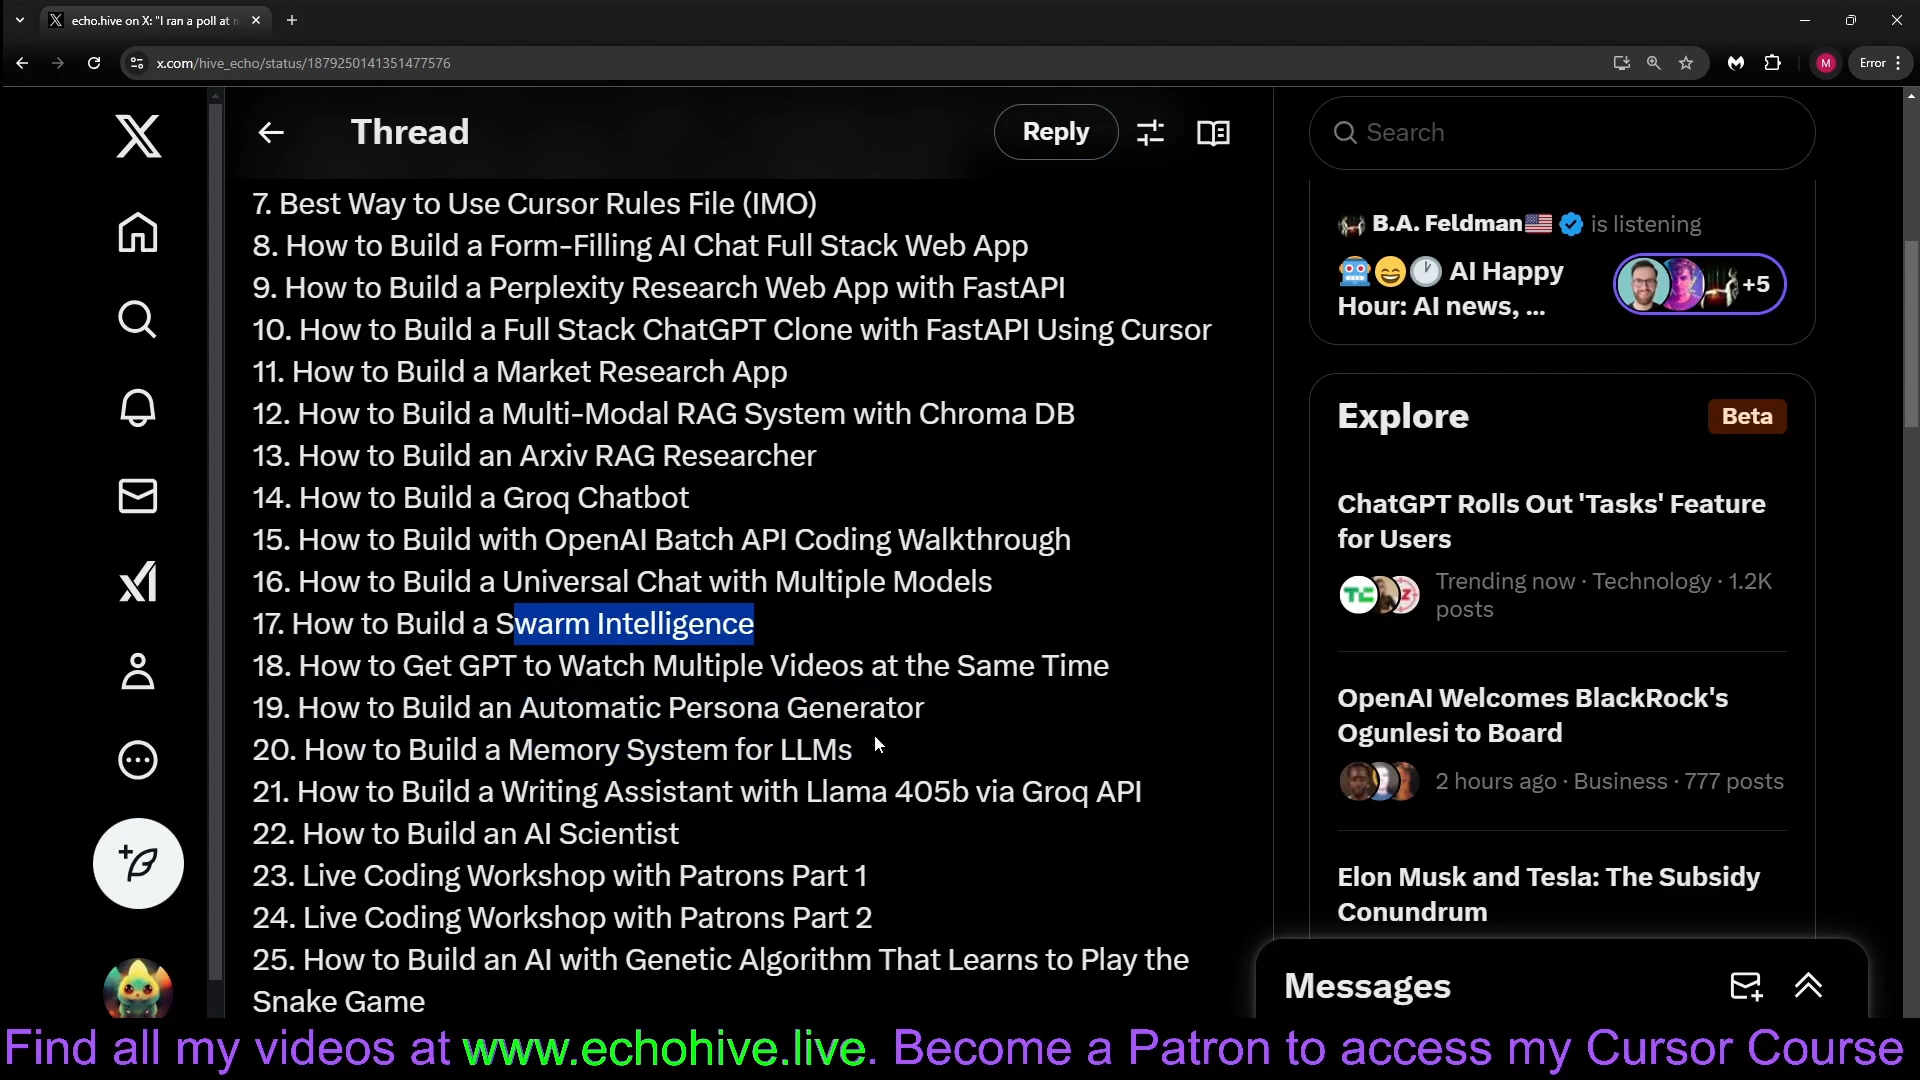 echo.hive on X: "I ran a poll at
x.com/hive_echo/status/1879250141351477576
M
Error
Thread
Reply
7. Best Way to Use Cursor Rules File (IMO)
8. How to Build a Form-Filling AI Chat Full Stack Web App
9. How to Build a Perplexity Research Web App with FastAPI
10. How to Build a Full Stack ChatGPT Clone with FastAPI Using Cursor
11. How to Build a Market Research App
12. How to Build a Multi-Modal RAG System with Chroma DB
13. How to Build an Arxiv RAG Researcher
14. How to Build a Groq Chatbot
15. How to Build with OpenAI Batch API Coding Walkthrough
16. How to Build a Universal Chat with Multiple Models
17. How to Build a Swarm Intelligence
18. How to Get GPT to Watch Multiple Videos at the Same Time
19. How to Build an Automatic Persona Generator
20. How to Build a Memory System for LLMs
21. How to Build a Writing Assistant with Llama 405b via Groq API
22. How to Build an AI Scientist
23. Live Coding Workshop with Patrons Part 1
24. Live Coding Workshop with Patrons Part 2
25. How to Build an AI with Genetic Algorithm That Learns to Play the
Snake Game
Search
B.A. Feldman🇺🇸 is listening
🤖😄🕐 AI Happy
Hour: AI news, ...
+5
Explore
Beta
ChatGPT Rolls Out 'Tasks' Feature
for Users
Trending now · Technology · 1.2K
posts
OpenAI Welcomes BlackRock's
Ogunlesi to Board
2 hours ago · Business · 777 posts
Elon Musk and Tesla: The Subsidy
Conundrum
Messages
Find all my videos at www.echohive.live. Become a Patron to access my Cursor Course